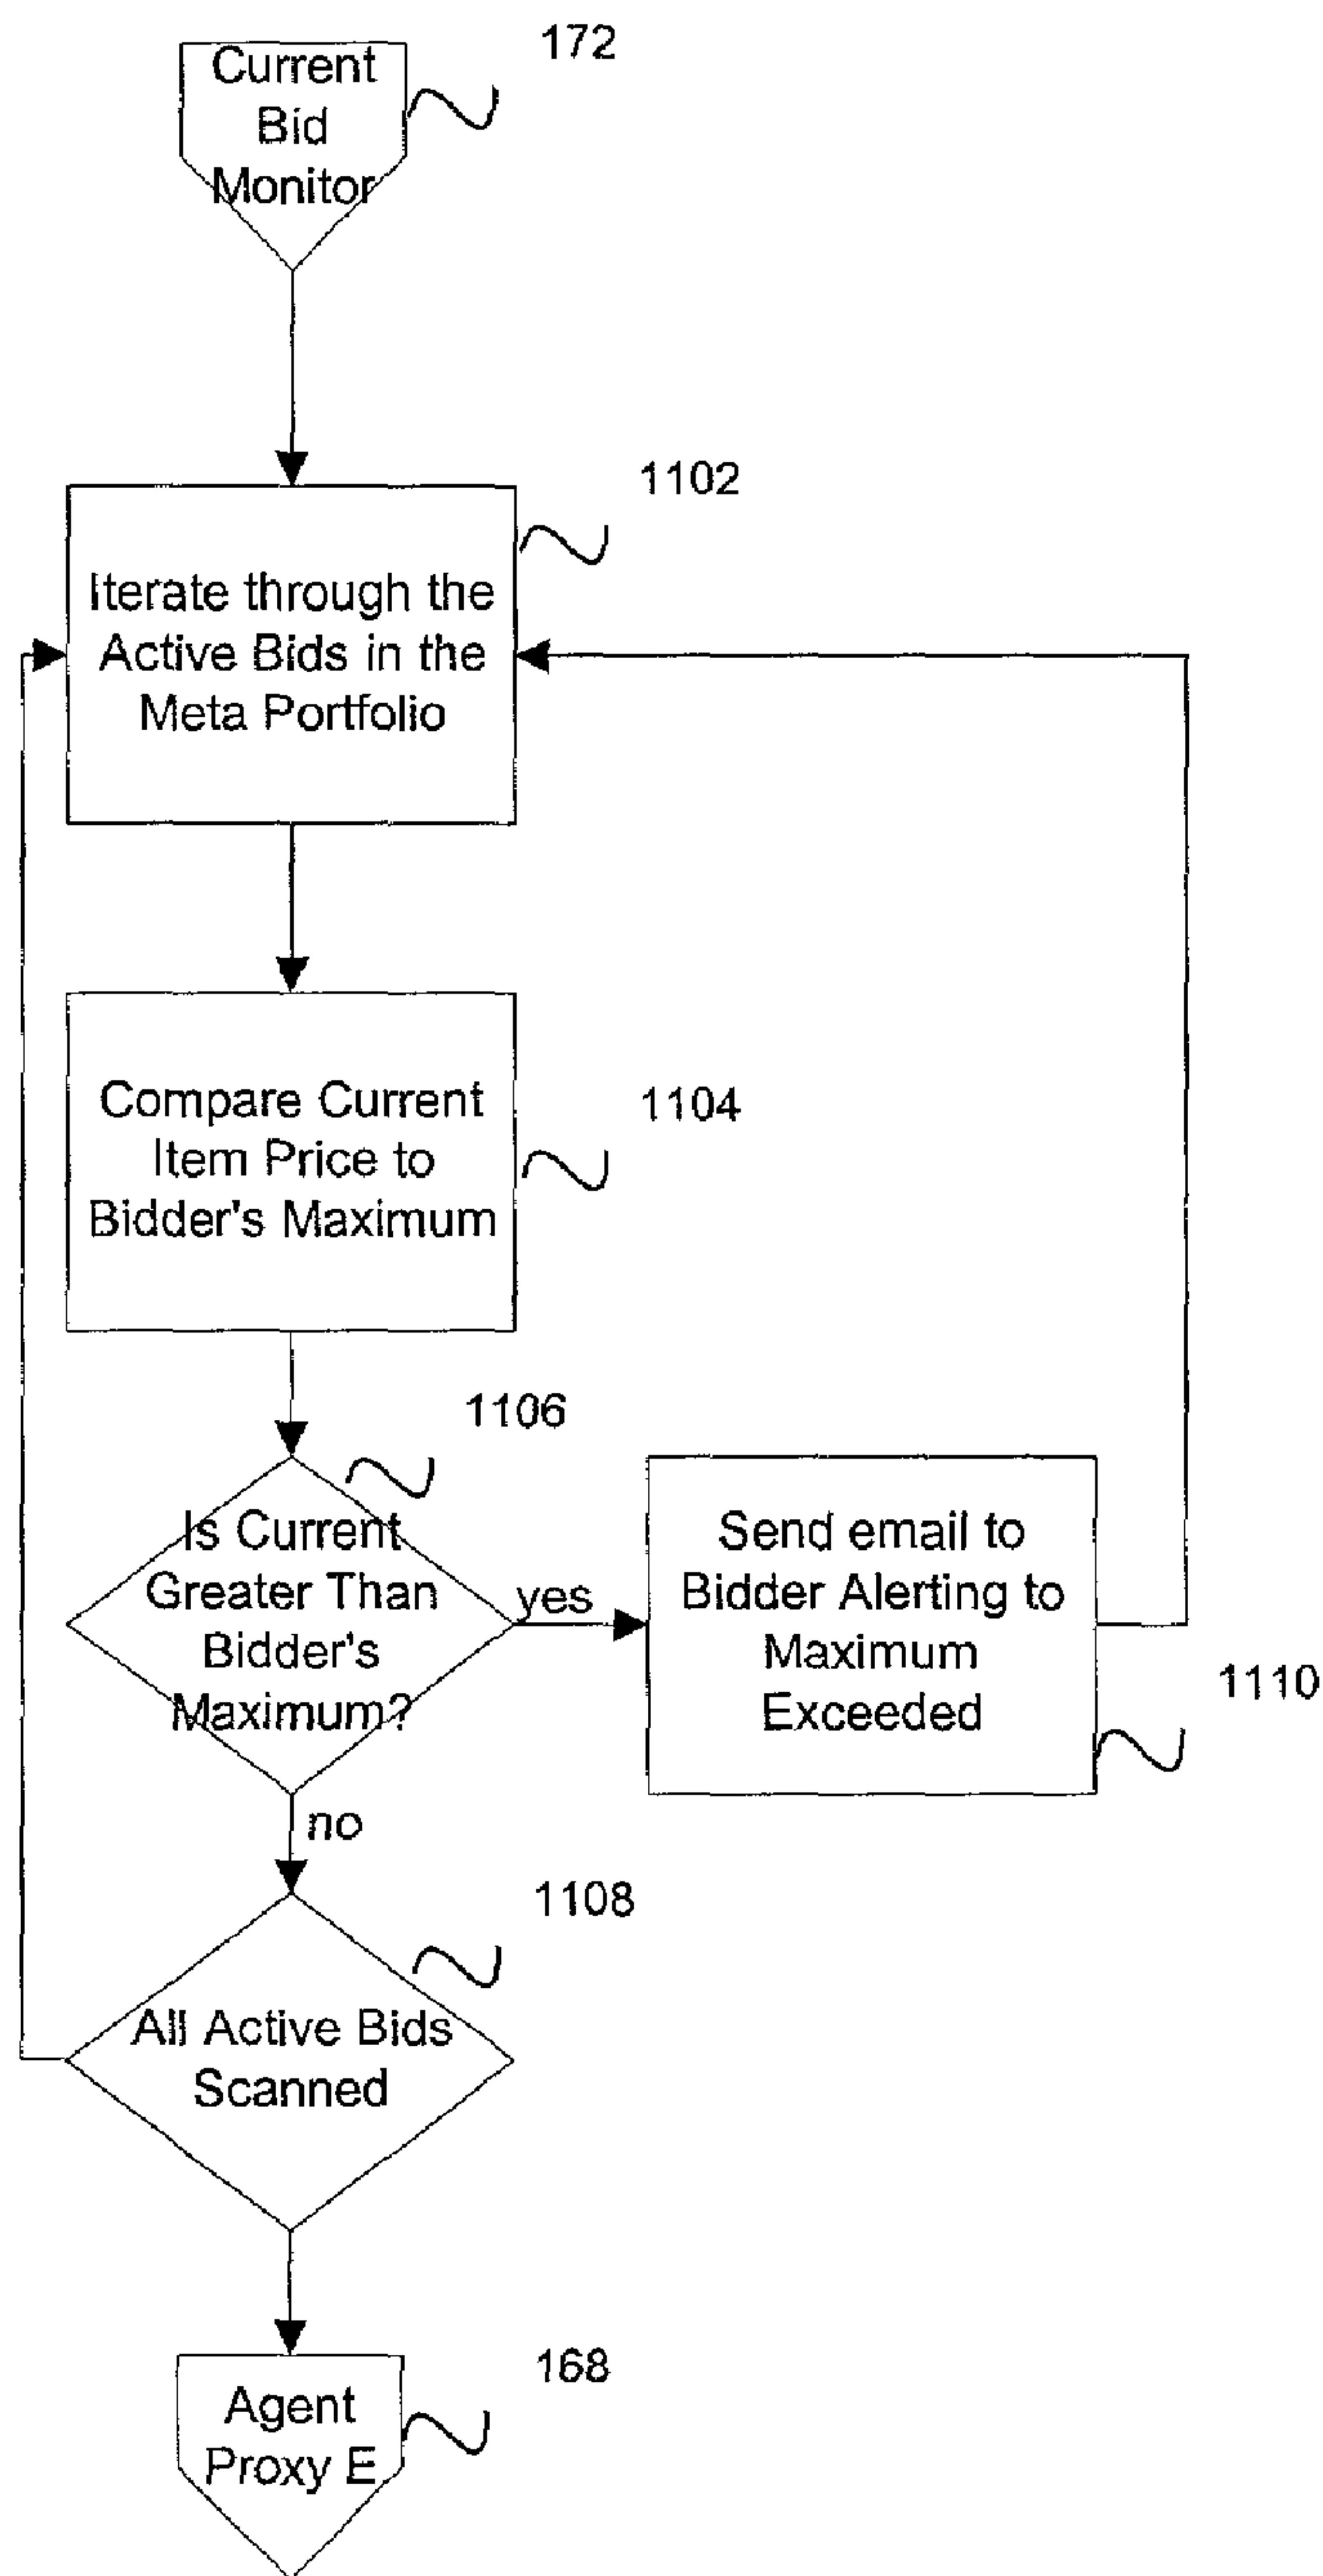 172
Current
Bid
Monitor
1102
Iterate through the
Active Bids in the
Meta Portfolio
1104
Compare Current
Item Price to
Bidder's Maximum
1106
Is Current
Greater Than
Bidder's
Maximum?
yes
Send email to
Bidder Alerting to
Maximum
Exceeded
1110
no
1108
All Active Bids
Scanned
168
Agent
Proxy E